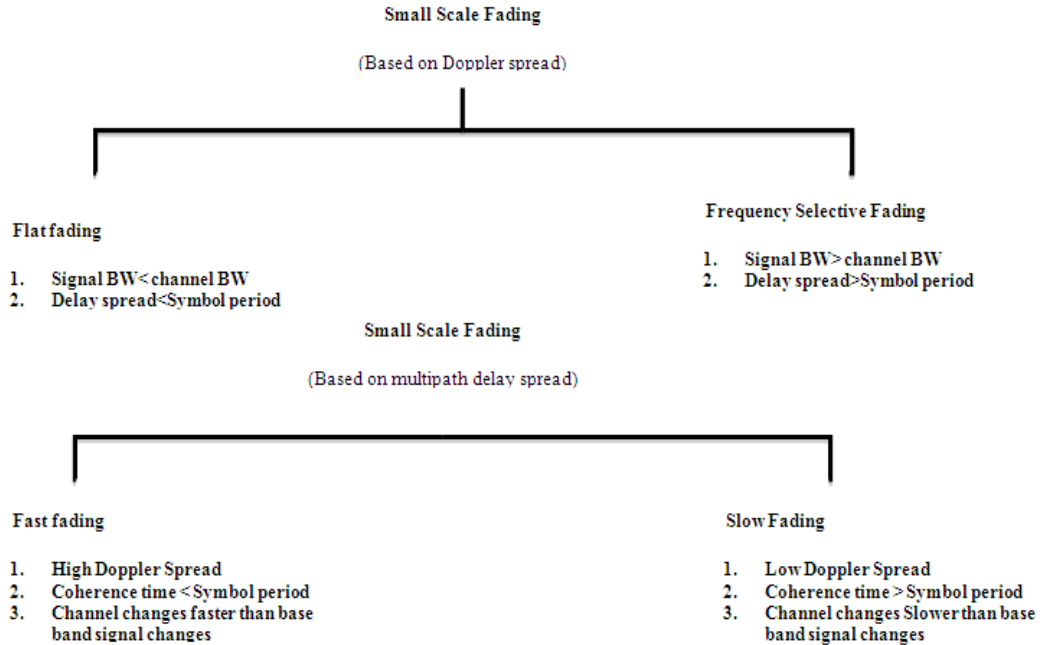 Small Scale Fading
(Based on Doppler spread)
Flat fading
1. Signal BW< channel BW
2. Delay spread<Symbol period
Frequency Selective Fading
1. Signal BW> channel BW
2. Delay spread>Symbol period
Small Scale Fading
(Based on multipath delay spread)
Fast fading
1. High Doppler Spread
2. Coherence time < Symbol period
3. Channel changes faster than base
band signal changes
Slow Fading
1. Low Doppler Spread
2. Coherence time > Symbol period
3. Channel changes Slower than base
band signal changes